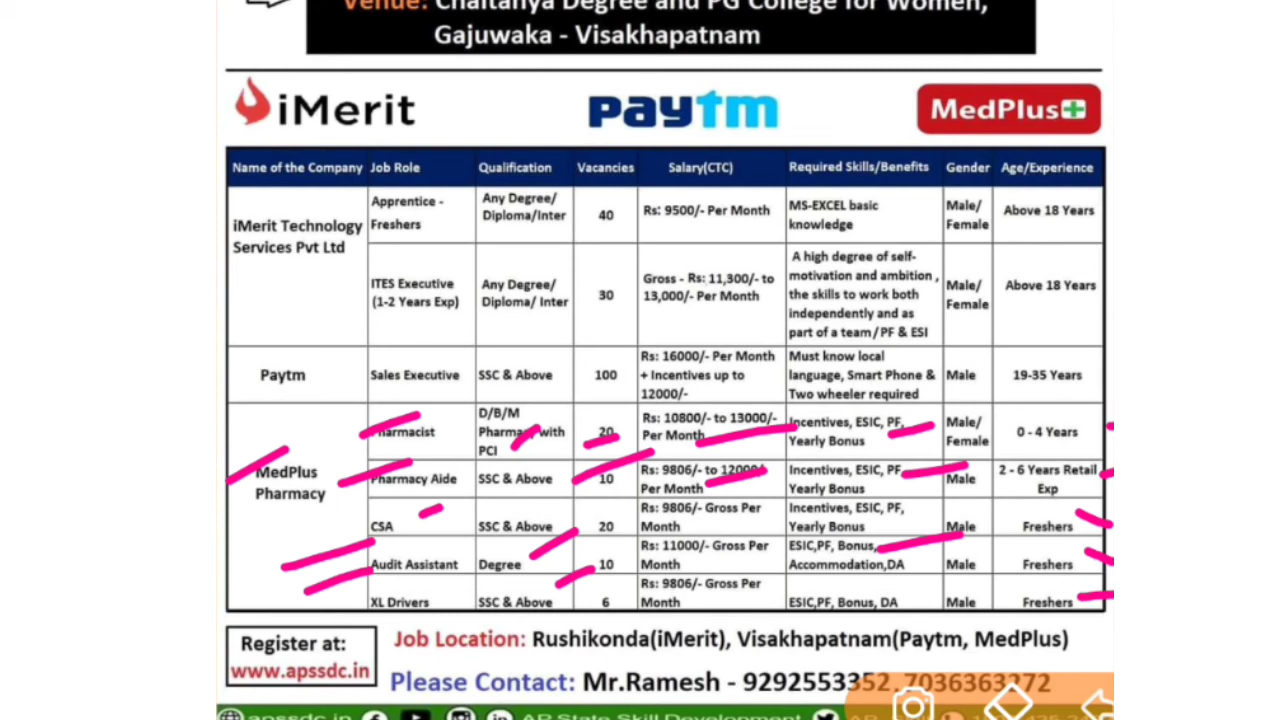 Venue: Chaitanya Degree and PG College for Women,
Gajuwaka - Visakhapatnam
iMerit
paytm
MedPlus
Name of the Company Job Role Qualification Vacancies Salary(CTC) Required Skills/Benefits Gender Age/Experience
iMerit Technology Services Pvt Ltd
Apprentice - Freshers Any Degree/ Diploma/Inter 40 Rs: 9500/- Per Month MS-EXCEL basic knowledge Male/ Female Above 18 Years
ITES Executive (1-2 Years Exp) Any Degree/ Diploma/ Inter 30 Gross - Rs: 11,300/- to 13,000/- Per Month A high degree of self-motivation and ambition , the skills to work both independently and as part of a team/PF & ESI Male/ Female Above 18 Years
Paytm Sales Executive SSC & Above 100 Rs: 16000/- Per Month + Incentives up to 12000/- Must know local language, Smart Phone & Two wheeler required Male 19-35 Years
MedPlus Pharmacy
Pharmacist D/B/M Pharmacy with PCI 20 Rs: 10800/- to 13000/- Per Month Incentives, ESIC, PF, Yearly Bonus Male/ Female 0 - 4 Years
Pharmacy Aide SSC & Above 10 Rs: 9806/- to 12000/- Per Month Incentives, ESIC, PF, Yearly Bonus Male 2 - 6 Years Retail Exp
CSA SSC & Above 20 Rs: 9806/- Gross Per Month Incentives, ESIC, PF, Yearly Bonus Male Freshers
Audit Assistant Degree 10 Rs: 11000/- Gross Per Month ESIC,PF, Bonus, Accommodation,DA Male Freshers
XL Drivers SSC & Above 6 Rs: 9806/- Gross Per Month ESIC,PF, Bonus, DA Male Freshers
Register at:
www.apssdc.in
Job Location: Rushikonda(iMerit), Visakhapatnam(Paytm, MedPlus)
Please Contact: Mr.Ramesh - 9292553352,7036363272
apssdc.in AP State Skill Development